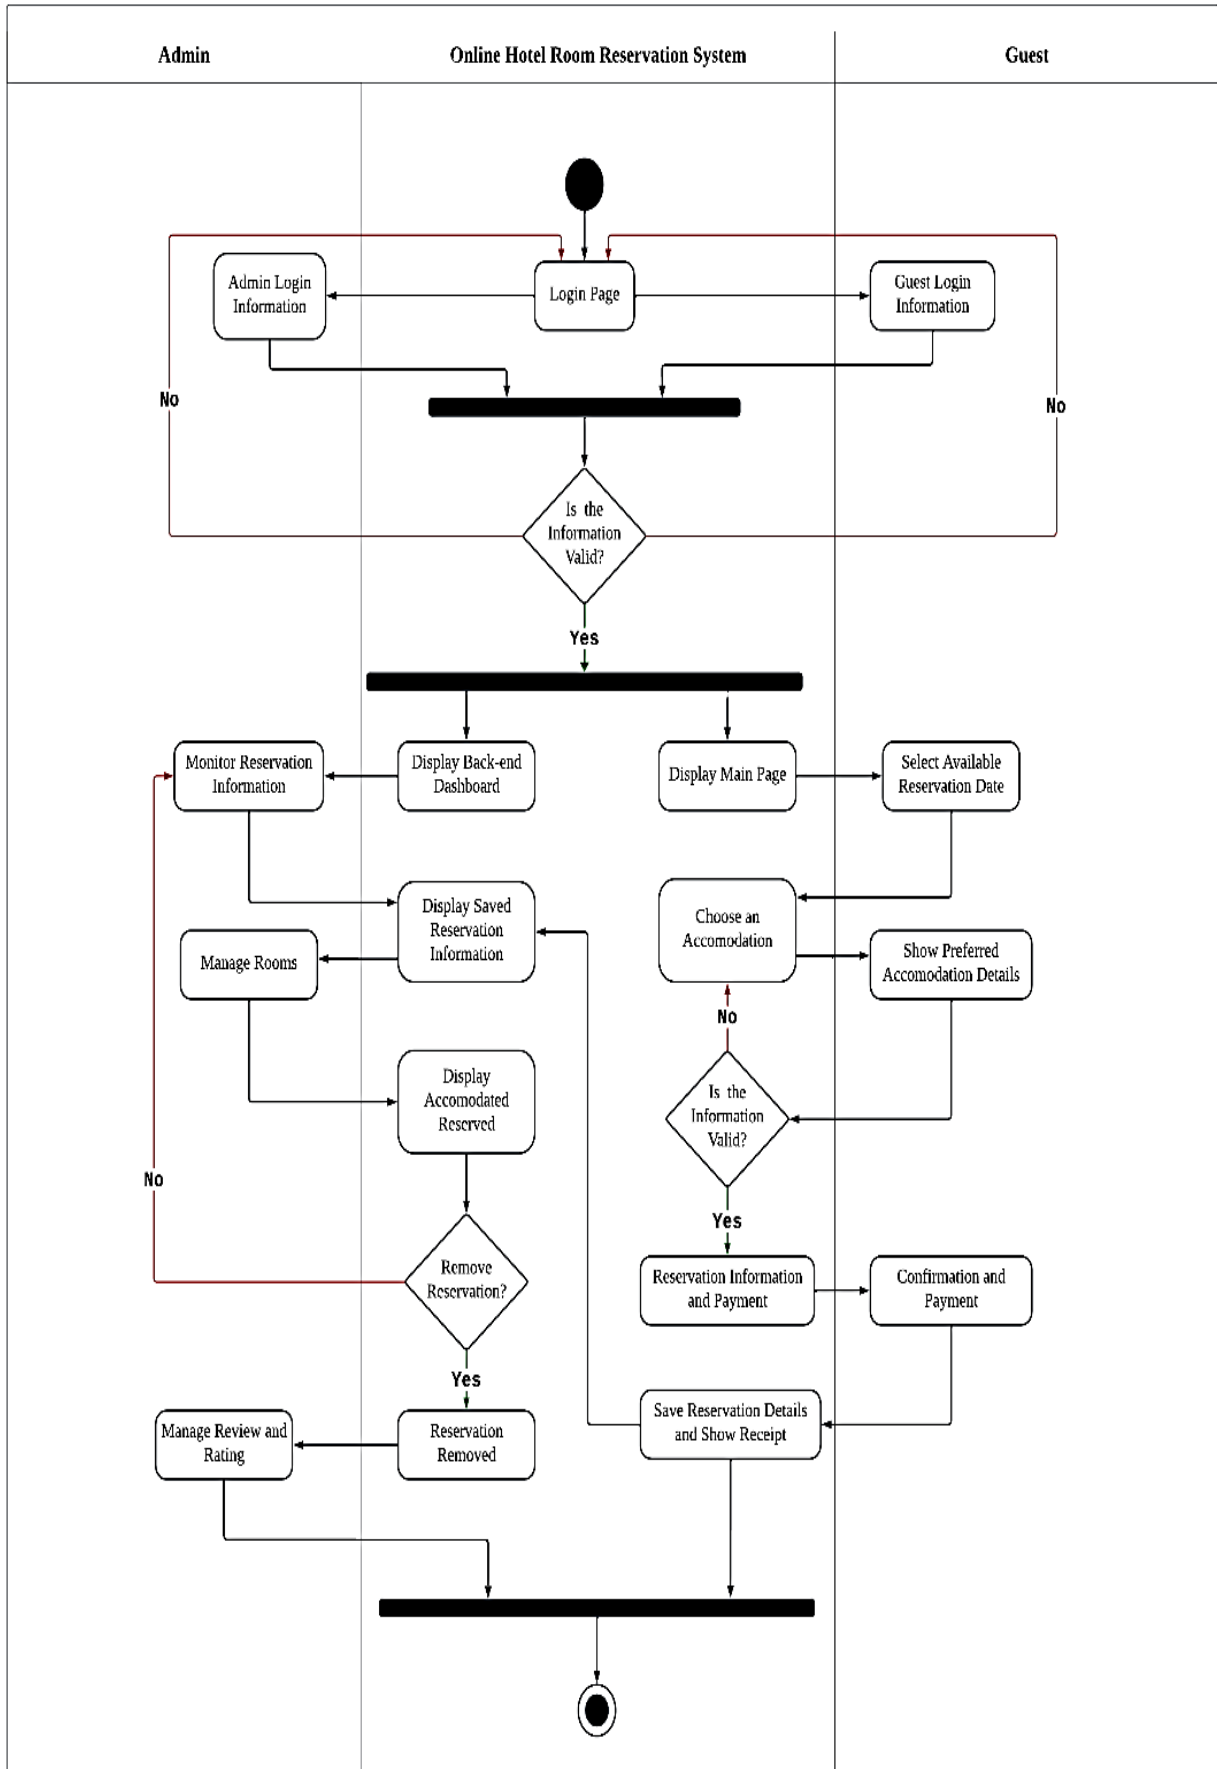 Admin
Online Hotel Room Reservation System
Guest
Admin Login
Information
Login Page
Guest Login
Information
No
No
Is the
Information
Valid?
Yes
Monitor Reservation
Information
Display Back-end
Dashboard
Display Main Page
Select Available
Reservation Date
Display Saved
Reservation
Information
Choose an
Accomodation
Manage Rooms
Show Preferred
Accomodation Details
No
Display
Accomodated
Reserved
Is the
Information
Valid?
No
Yes
Remove
Reservation?
Reservation Information
and Payment
Confirmation and
Payment
Yes
Manage Review and
Rating
Reservation
Removed
Save Reservation Details
and Show Receipt